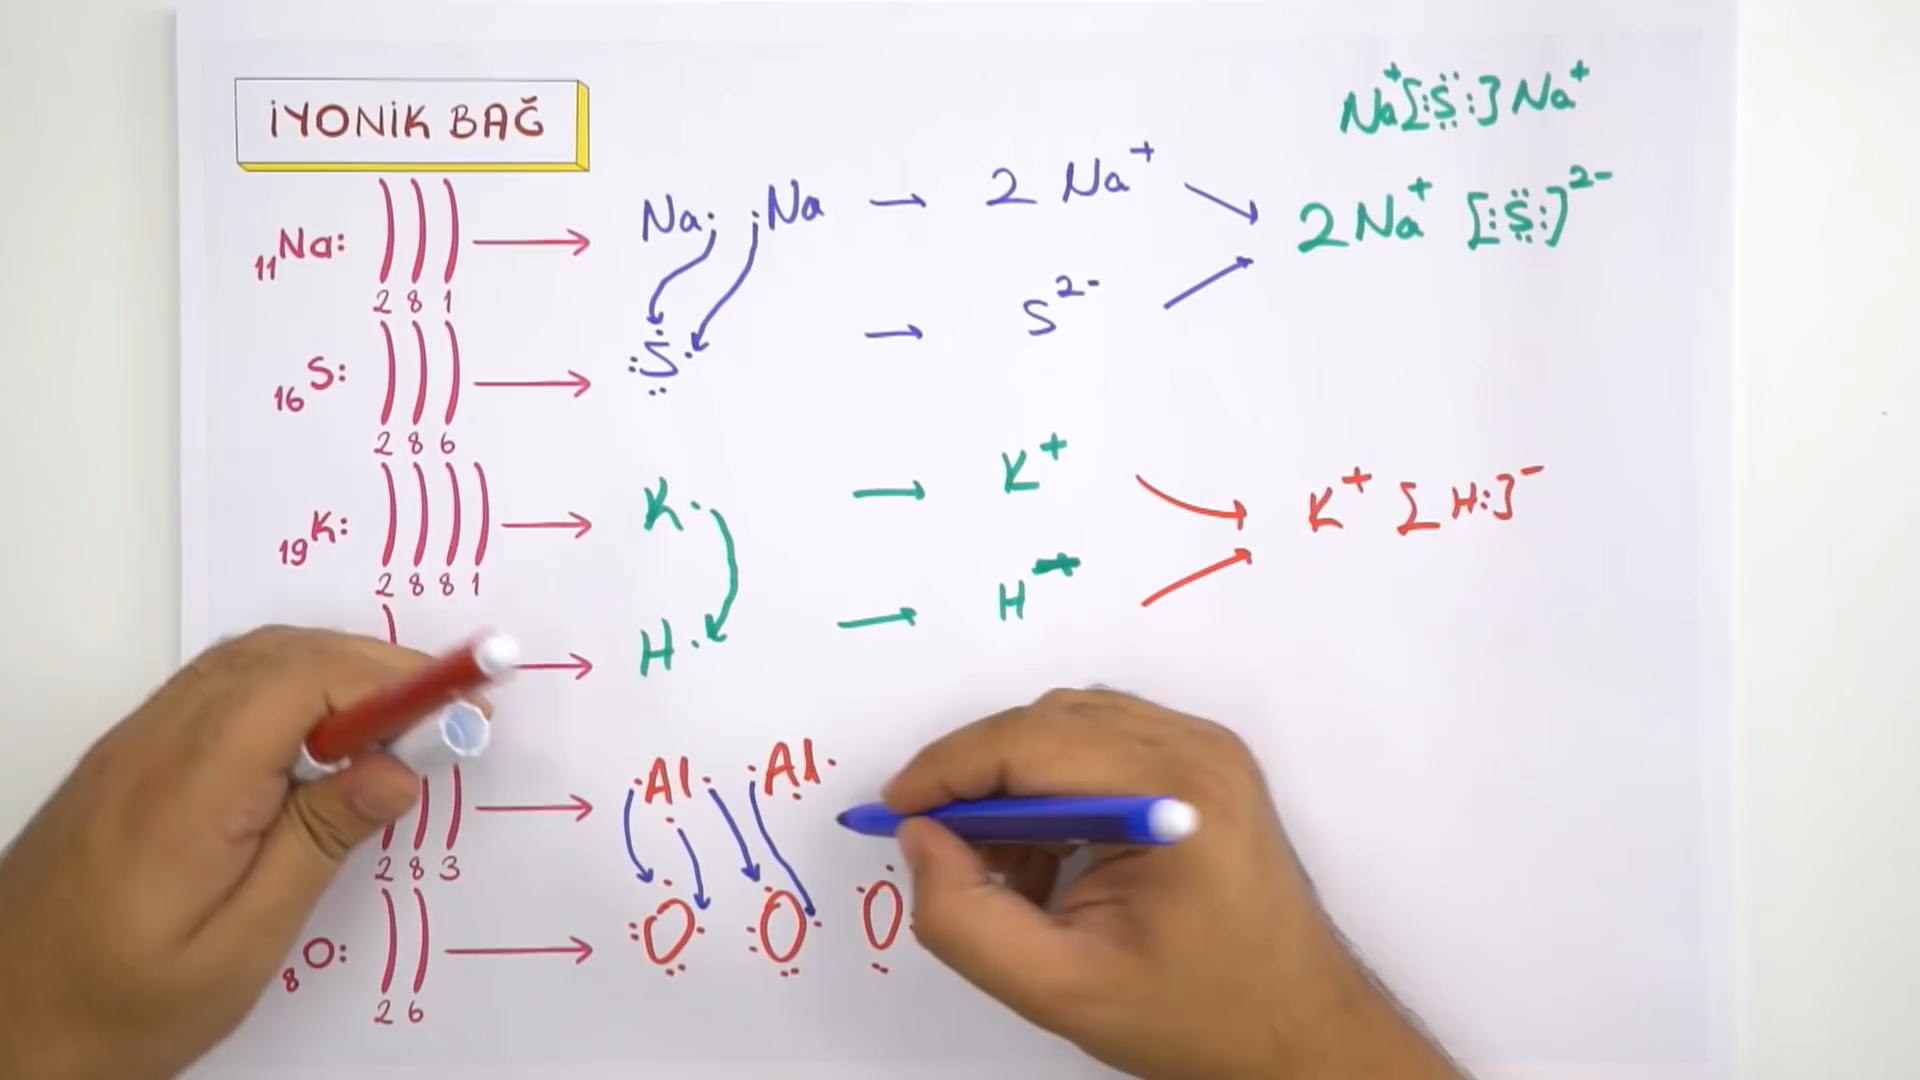 İYONİK BAĞ
Na⁺[:S̤̈:]Na⁺
₁₁Na: 2 8 1
Na· ·Na → 2 Na⁺
2Na⁺ [:S̤̈:]²⁻
₁₆S: 2 8 6
:S· → S²⁻
₁₉K: 2 8 8 1
K· → K⁺
K⁺ [H:]⁻
H· → H⁻
2 8 3
·Al· ·Al·
₈O: 2 6
:O· :O· O